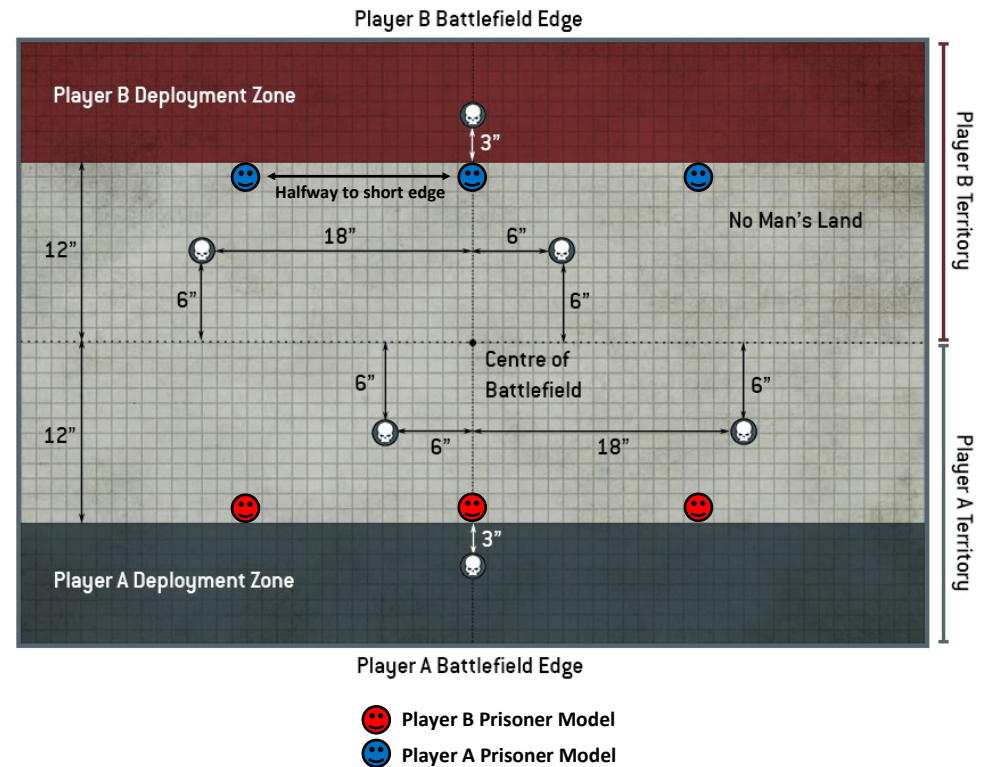 Player B Battlefield Edge
Player B Deployment Zone
3”
Halfway to short edge
No Man’s Land
Player B Territory
12”
18”
6”
6”
6”
Centre of
Battlefield
6”
6”
12”
6”
18”
Player A Territory
3”
Player A Deployment Zone
Player A Battlefield Edge
Player B Prisoner Model
Player A Prisoner Model